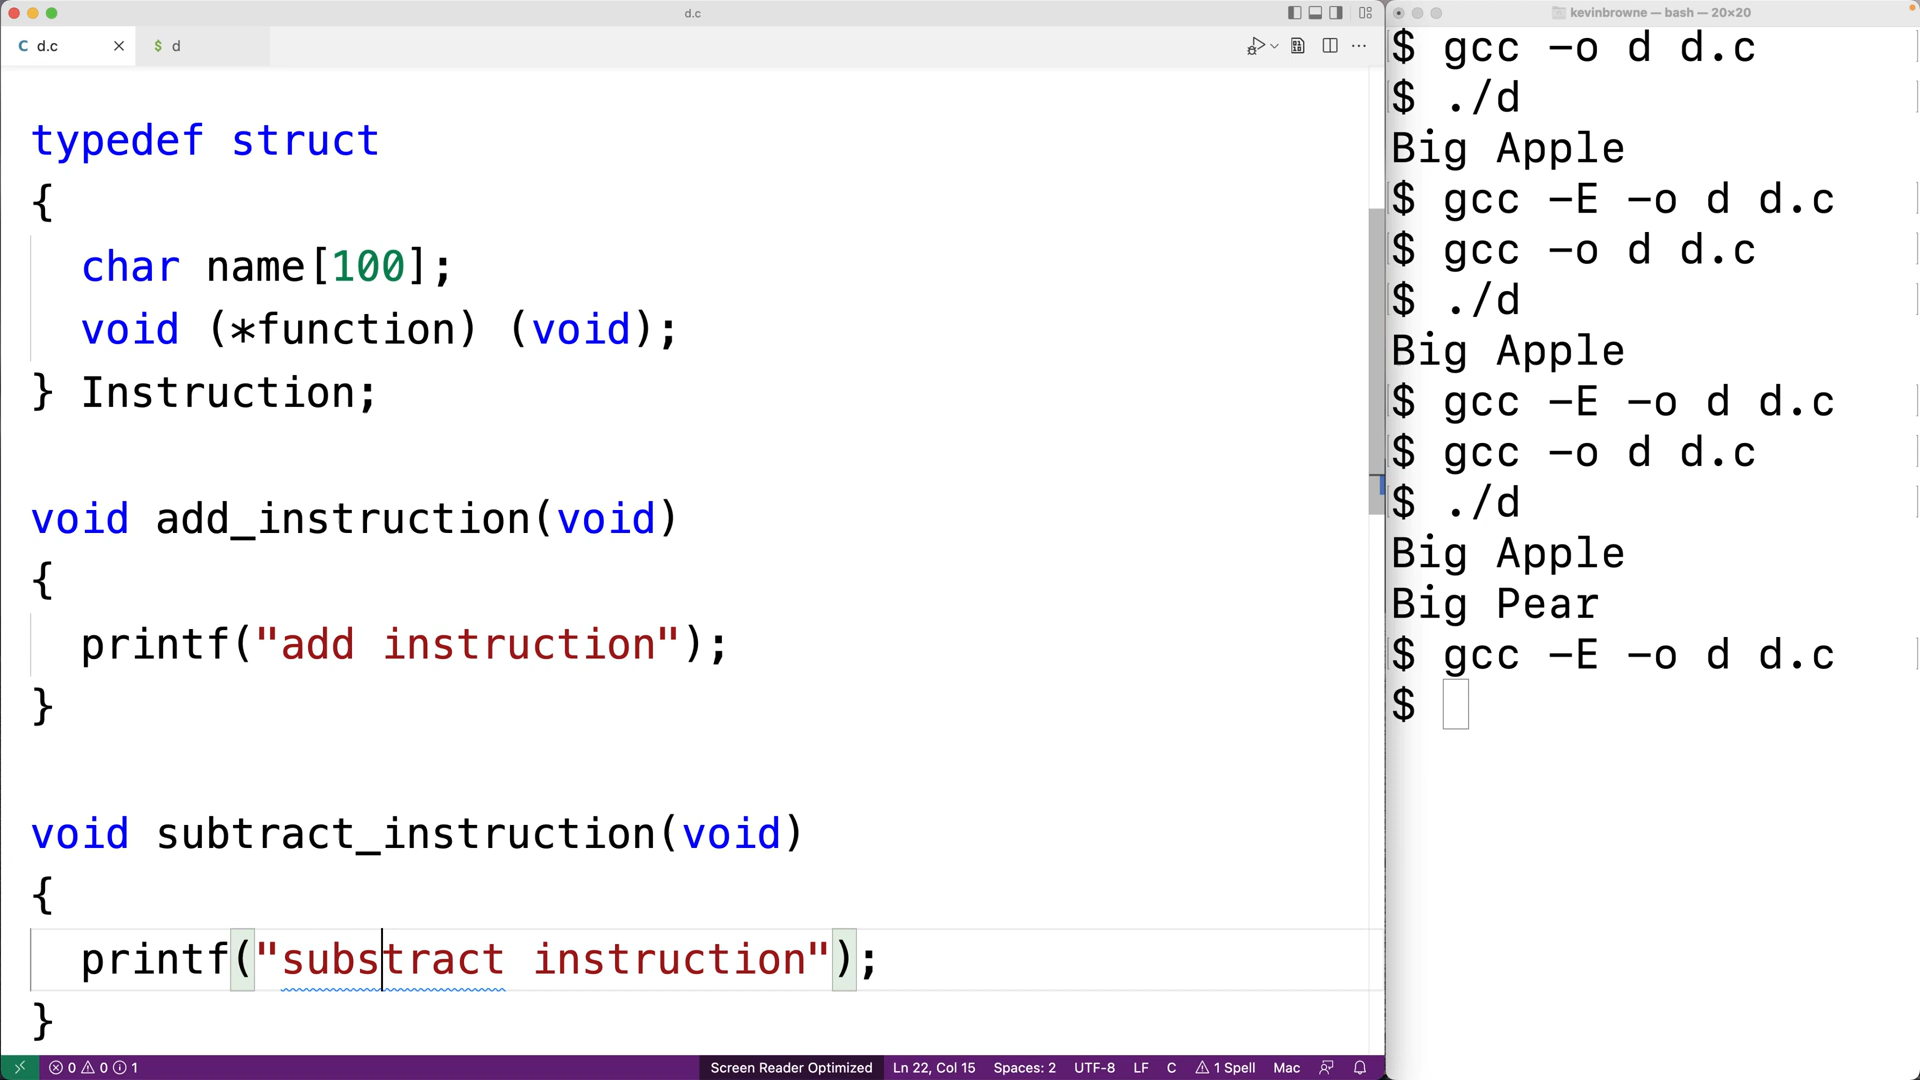 d.c
C d.c
$ d
typedef struct
{
char name[100];
void (*function) (void);
} Instruction;
void add_instruction(void)
{
printf("add instruction");
}
void subtract_instruction(void)
{
printf("substract instruction");
}
0 0 1
Screen Reader Optimized
Ln 22, Col 15
Spaces: 2
UTF-8
LF
C
1 Spell
Mac
kevinbrowne — bash — 20×20
$ gcc -o d d.c
$ ./d
Big Apple
$ gcc -E -o d d.c
$ gcc -o d d.c
$ ./d
Big Apple
$ gcc -E -o d d.c
$ gcc -o d d.c
$ ./d
Big Apple
Big Pear
$ gcc -E -o d d.c
$